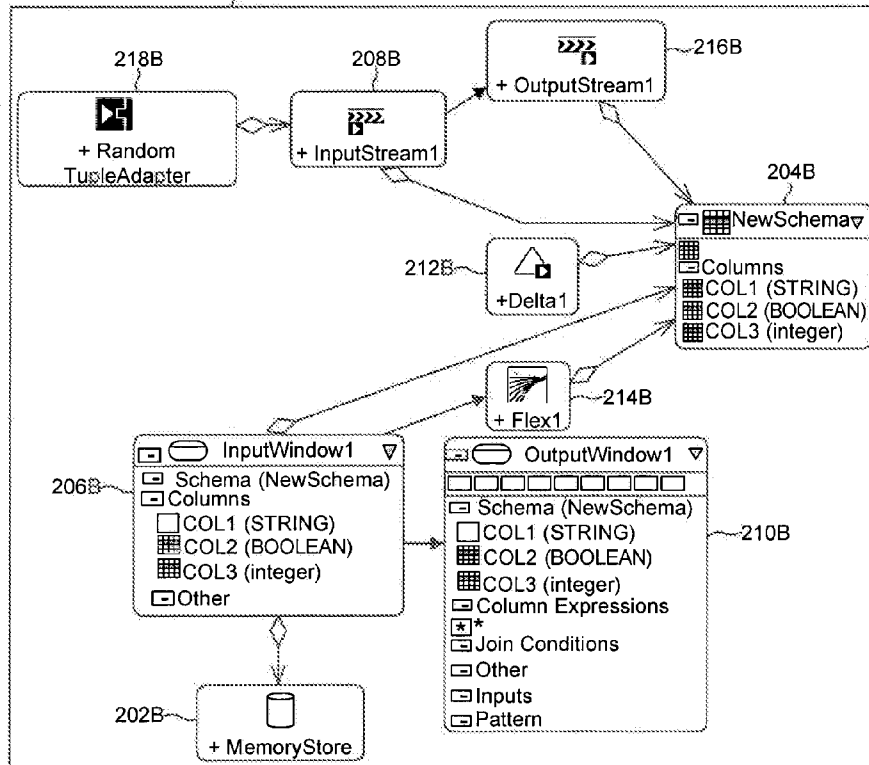 218B
208B
216B
+ Random
TupleAdapter
+ InputStream1
+ OutputStream1
204B
NewSchema
Columns
COL1 (STRING)
COL2 (BOOLEAN)
COL3 (integer)
212B
+Delta1
+ Flex1
214B
206B
InputWindow1
Schema (NewSchema)
Columns
COL1 (STRING)
COL2 (BOOLEAN)
COL3 (integer)
Other
OutputWindow1
Schema (NewSchema)
COL1 (STRING)
COL2 (BOOLEAN)
COL3 (integer)
Column Expressions
* *
Join Conditions
Other
Inputs
Pattern
210B
202B
+ MemoryStore